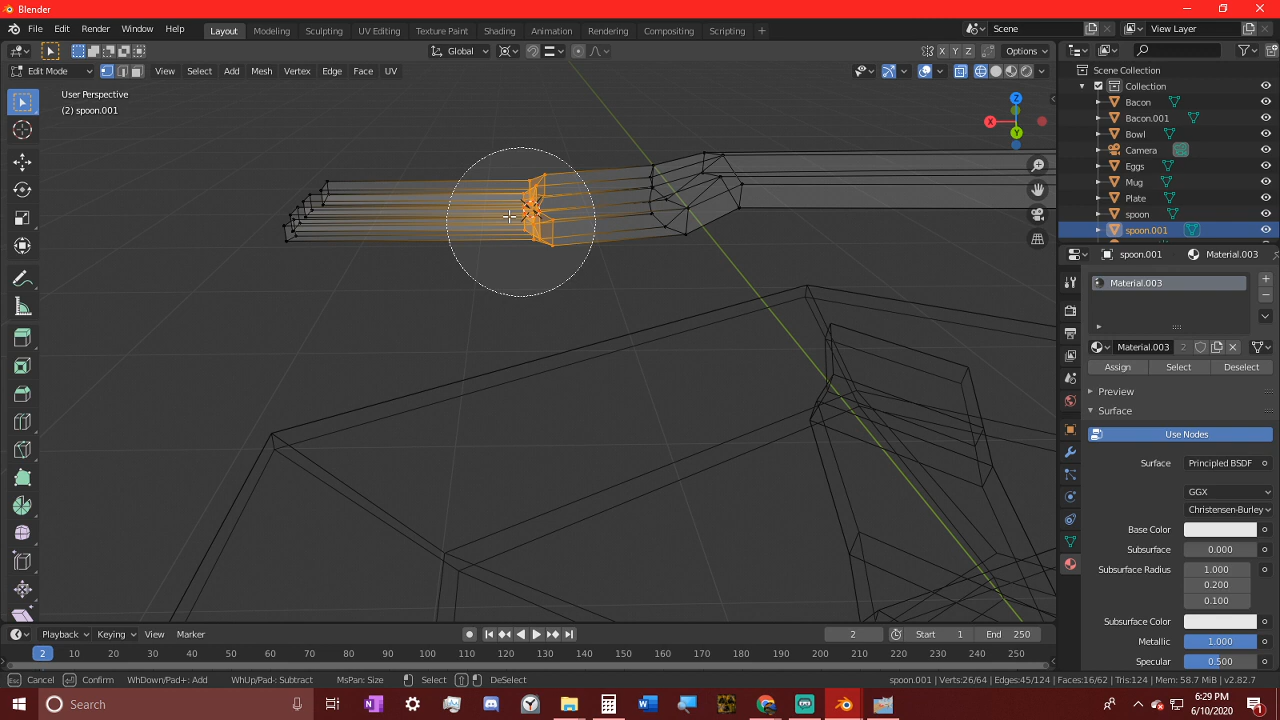 Blender
File Edit Render Window Help Layout Modeling Sculpting UV Editing Texture Paint Shading Animation Rendering Compositing Scripting + Scene View Layer
Global Options
Edit Mode View Select Add Mesh Vertex Edge Face UV X Y Z
User Perspective
(2) spoon.001
Z
X
Y
Scene Collection
Collection
Bacon
Bacon.001
Bowl
Camera
Eggs
Mug
Plate
spoon
spoon.001
spoon.001 Material.003
Material.003
Material.003 2
Assign Select Deselect
Preview
Surface
Use Nodes
Surface Principled BSDF
GGX
Christensen-Burley
Base Color
Subsurface 0.000
Subsurface Radius 1.000
0.200
0.100
Subsurface Color
Metallic 1.000
Specular 0.500
Playback Keying View Marker 2 Start 1 End 250
2 10 20 30 40 50 60 70 80 90 100 110 120 130 140 150 160 170 180 190 200 210 220 230 240 250
Cancel Confirm WhDown/Pad+: Add WhUp/Pad-: Subtract MsPan: Size Select DeSelect spoon.001 | Verts:26/64 | Edges:45/124 | Faces:16/62 | Tris:124 | Mem: 58.7 MiB | v2.82.7
Search
6:29 PM
6/10/2020